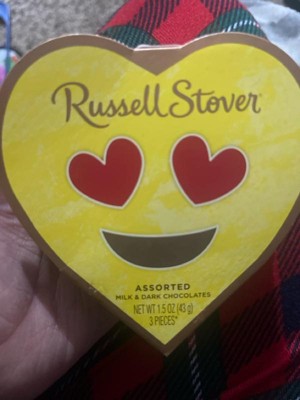 Russell Stover
ASSORTED
MILK & DARK CHOCOLATES
NET WT 1.5 OZ (43 g)
3 PIECES*